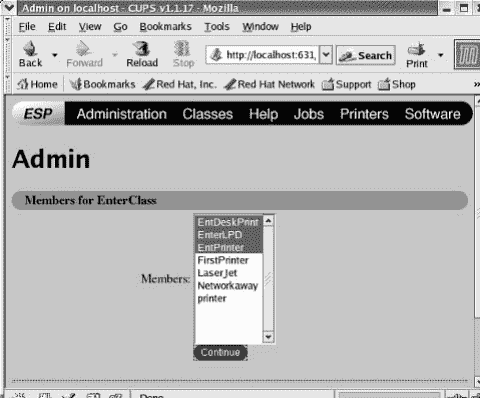 Admin on localhost - CUPS v1.1.17 - Mozilla
File Edit View Go Bookmarks Tools Window Help
Back Forward Reload Stop http://localhost:631, Search Print
Home Bookmarks Red Hat, Inc. Red Hat Network Support Shop
ESP Administration Classes Help Jobs Printers Software
Admin
Members for EnterClass
EntDeskPrint
EnterLPD
EntPrinter
FirstPrinter
LaserJet
Networkaway
printer
Members:
Continue
Done